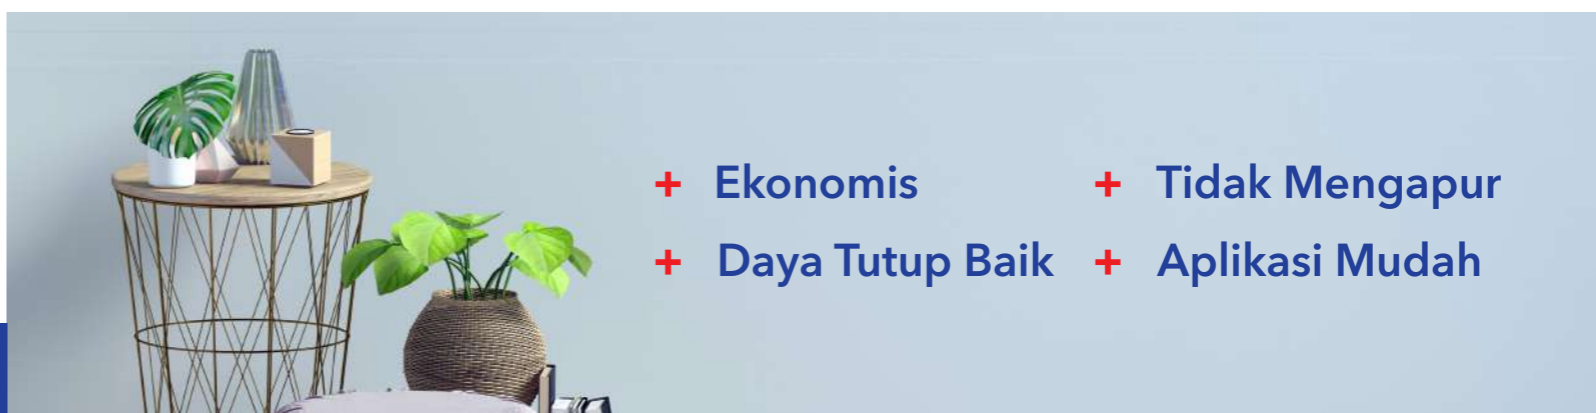 + Ekonomis
+ Daya Tutup Baik
+ Tidak Mengapur
+ Aplikasi Mudah